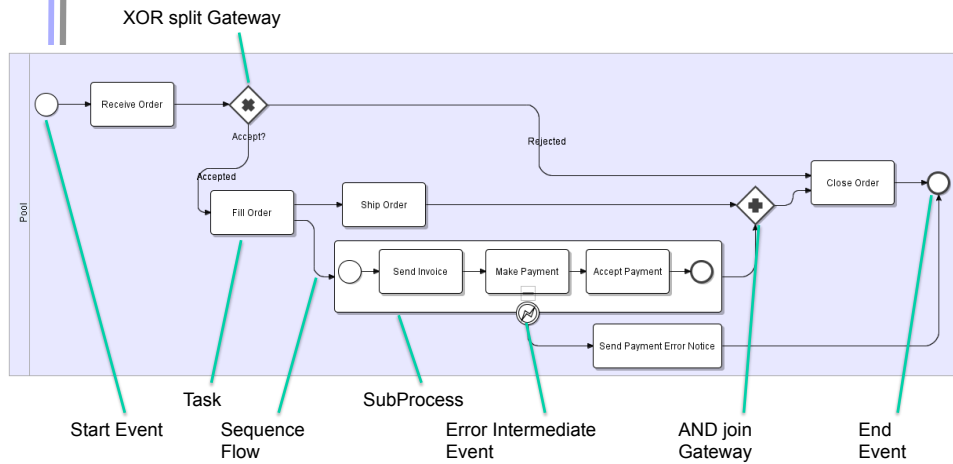 XOR split Gateway
Pool
Receive Order
Accept?
Rejected
Accepted
Close Order
Fill Order
Ship Order
Send Invoice
Make Payment
Accept Payment
Send Payment Error Notice
Task
SubProcess
Start Event
Sequence
Flow
Error Intermediate
Event
AND join
Gateway
End
Event